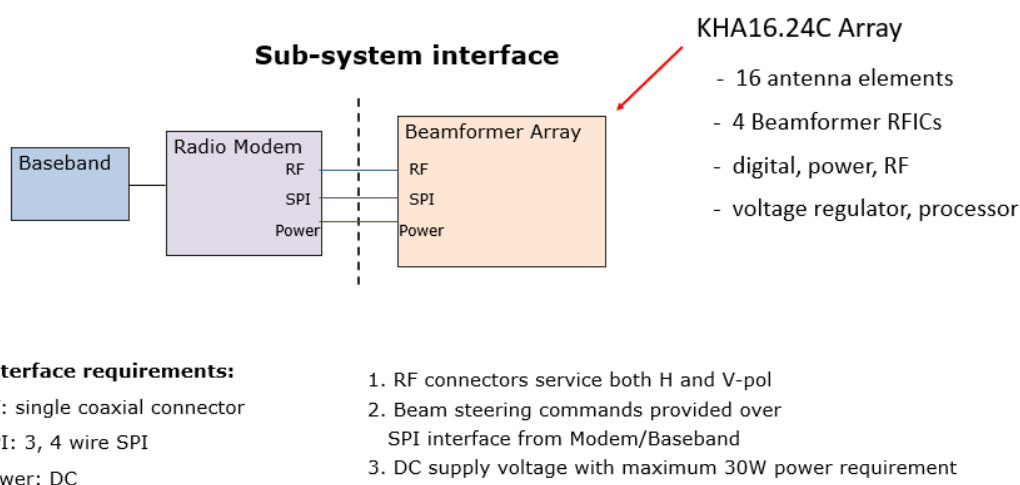 KHA16.24C Array
Sub-system interface
- 16 antenna elements
- 4 Beamformer RFICs
- digital, power, RF
- voltage regulator, processor
Baseband
Radio Modem
RF
SPI
Power
Beamformer Array
RF
SPI
Power
terface requirements:
: single coaxial connector
PI: 3, 4 wire SPI
wer: DC
1. RF connectors service both H and V-pol
2. Beam steering commands provided over
SPI interface from Modem/Baseband
3. DC supply voltage with maximum 30W power requirement